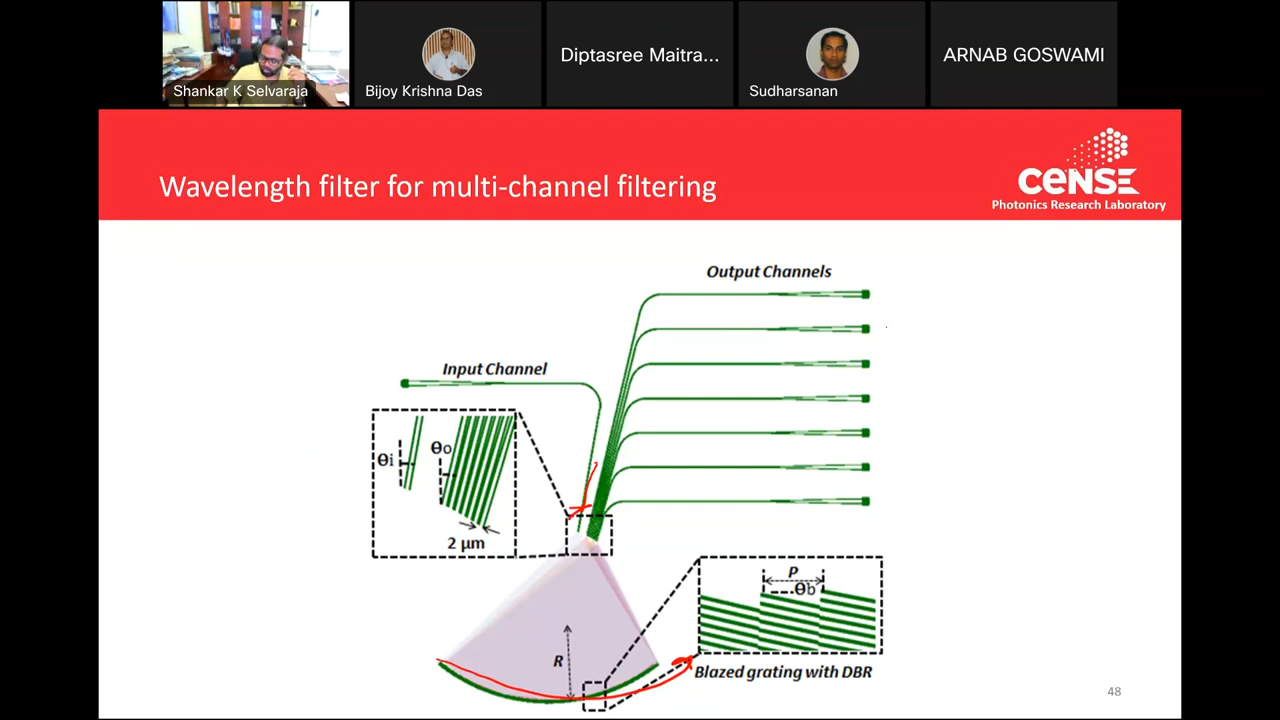 Shankar K Selvaraja
Bijoy Krishna Das
Diptasree Maitra...
Sudharsanan
ARNAB GOSWAMI
Wavelength filter for multi-channel filtering
CeNSE
Photonics Research Laboratory
Output Channels
Input Channel
Θi
Θo
2 μm
P
Θb
R
Blazed grating with DBR
48